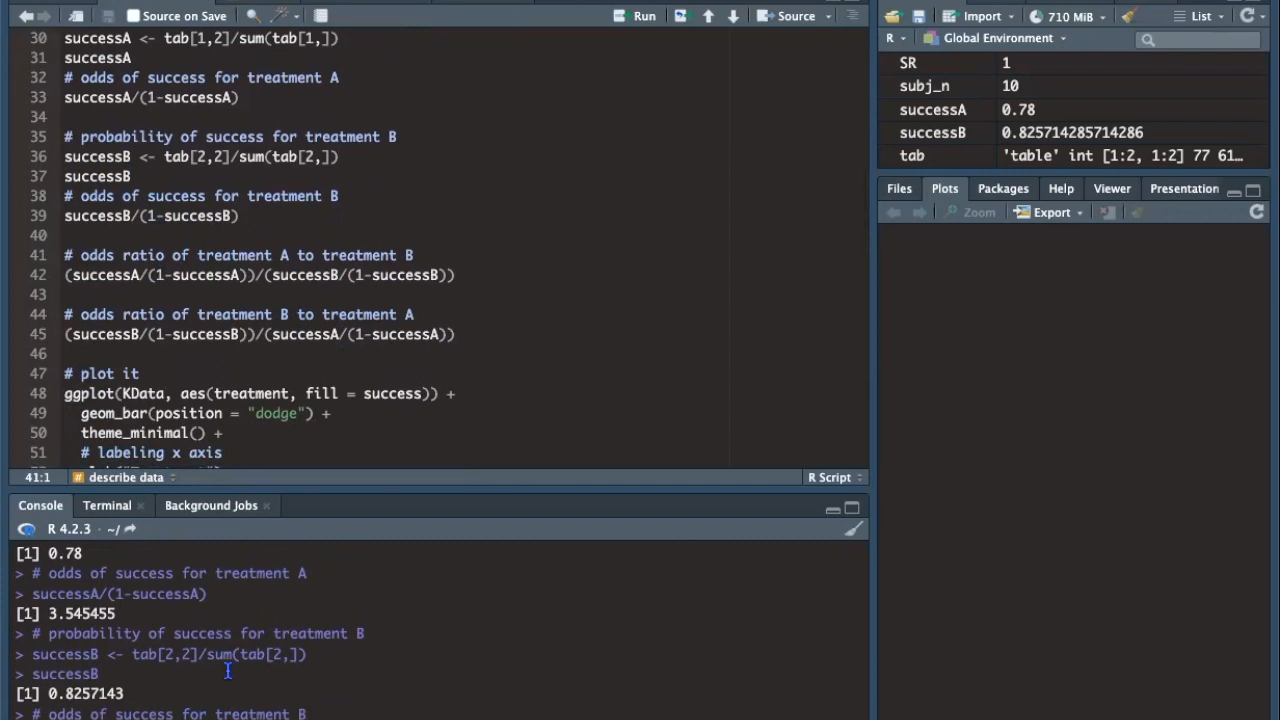 Source on Save
Run
Source
30 successA <- tab[1,2]/sum(tab[1,])
31 successA
32 # odds of success for treatment A
33 successA/(1-successA)
34
35 # probability of success for treatment B
36 successB <- tab[2,2]/sum(tab[2,])
37 successB
38 # odds of success for treatment B
39 successB/(1-successB)
40
41 # odds ratio of treatment A to treatment B
42 (successA/(1-successA))/(successB/(1-successB))
43
44 # odds ratio of treatment B to treatment A
45 (successB/(1-successB))/(successA/(1-successA))
46
47 # plot it
48 ggplot(KData, aes(treatment, fill = success)) +
49 geom_bar(position = "dodge") +
50 theme_minimal() +
51 # labeling x axis
41:1 # describe data R Script
Console Terminal Background Jobs
R 4.2.3 · ~/
[1] 0.78
> # odds of success for treatment A
> successA/(1-successA)
[1] 3.545455
> # probability of success for treatment B
> successB <- tab[2,2]/sum(tab[2,])
> successB
[1] 0.8257143
> # odds of success for treatment B
Import 710 MiB List
R Global Environment
SR 1
subj_n 10
successA 0.78
successB 0.825714285714286
tab 'table' int [1:2, 1:2] 77 61…
Files Plots Packages Help Viewer Presentation
Zoom Export